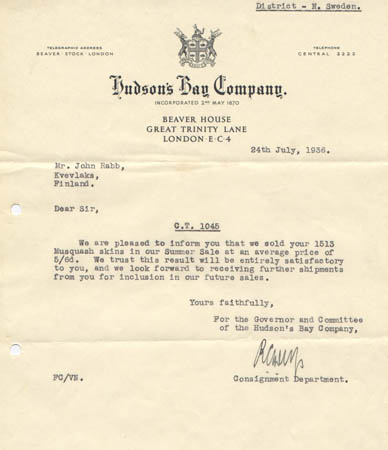 District - N. Sweden.
TELEGRAPHIC ADDRESS
BEAVER - STOCK - LONDON
TELEPHONE
CENTRAL 3222
Hudson's Bay Company.
INCORPORATED 2ND MAY 1670
BEAVER HOUSE
GREAT TRINITY LANE
LONDON·E·C·4
24th July, 1936.
Mr. John Rabb,
Kvevlaks,
Finland.
Dear Sir,
C.T. 1045
We are pleased to inform you that we sold your 1513
Musquash skins in our Summer Sale at an average price of
5/6d. We trust this result will be entirely satisfactory
to you, and we look forward to receiving further shipments
from you for inclusion in our future sales.
Yours faithfully,
For the Governor and Committee
of the Hudson's Bay Company,
FC/VN.
Consignment Department.